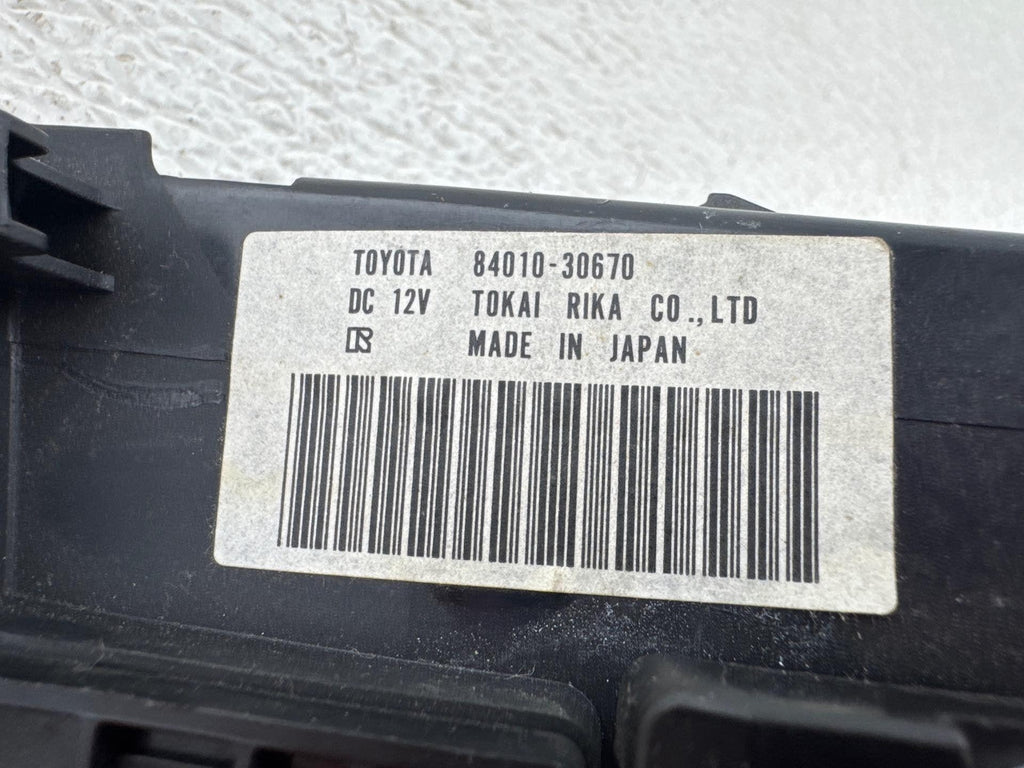 TOYOTA 84010-30670
DC 12V TOKAI RIKA CO.,LTD
MADE IN JAPAN